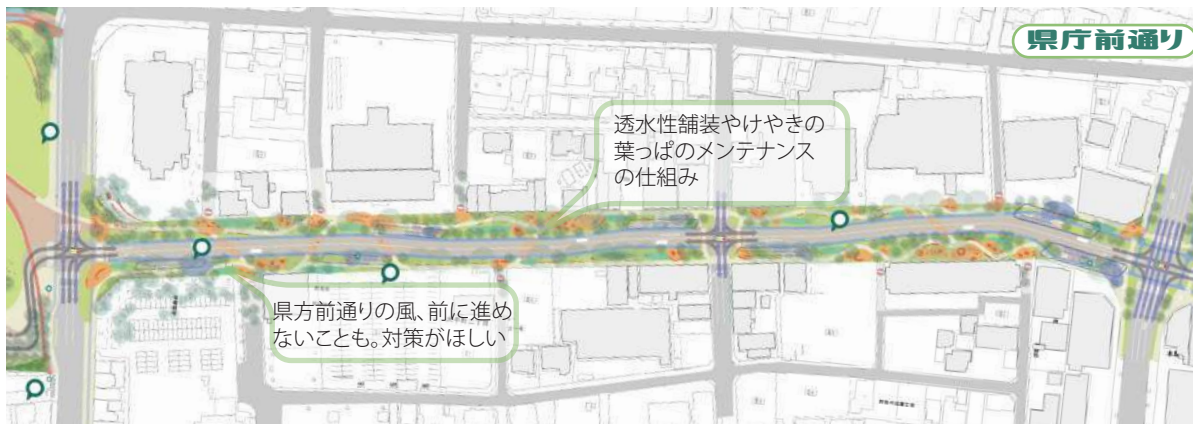 県庁前通り
透水性舗装やけやきの
葉っぱのメンテナンス
の仕組み
県方前通りの風、前に進め
ないことも。対策がほしい